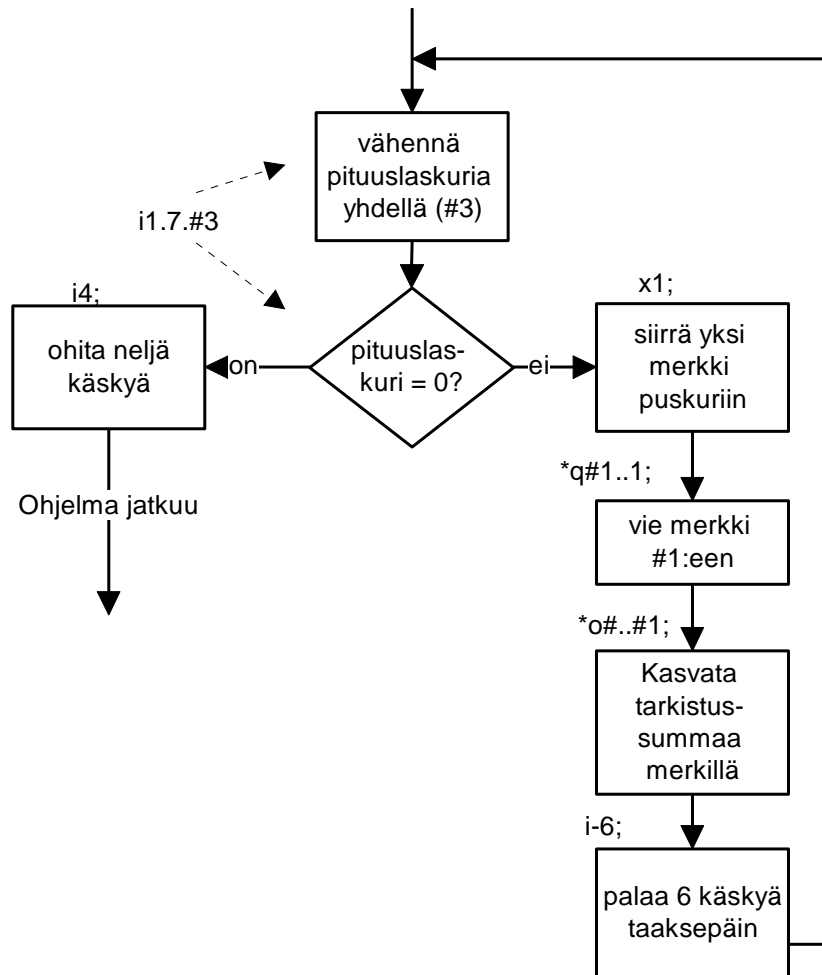 vähennä
pituuslaskuria
yhdellä (#3)
i1.7.#3
i4;
ohita neljä
käskyä
on
pituuslas-
kuri = 0?
ei
x1;
siirrä yksi
merkki
puskuriin
Ohjelma jatkuu
*q#1..1;
vie merkki
#1:een
*o#..#1;
Kasvata
tarkistus-
summaa
merkillä
i-6;
palaa 6 käskyä
taaksepäin